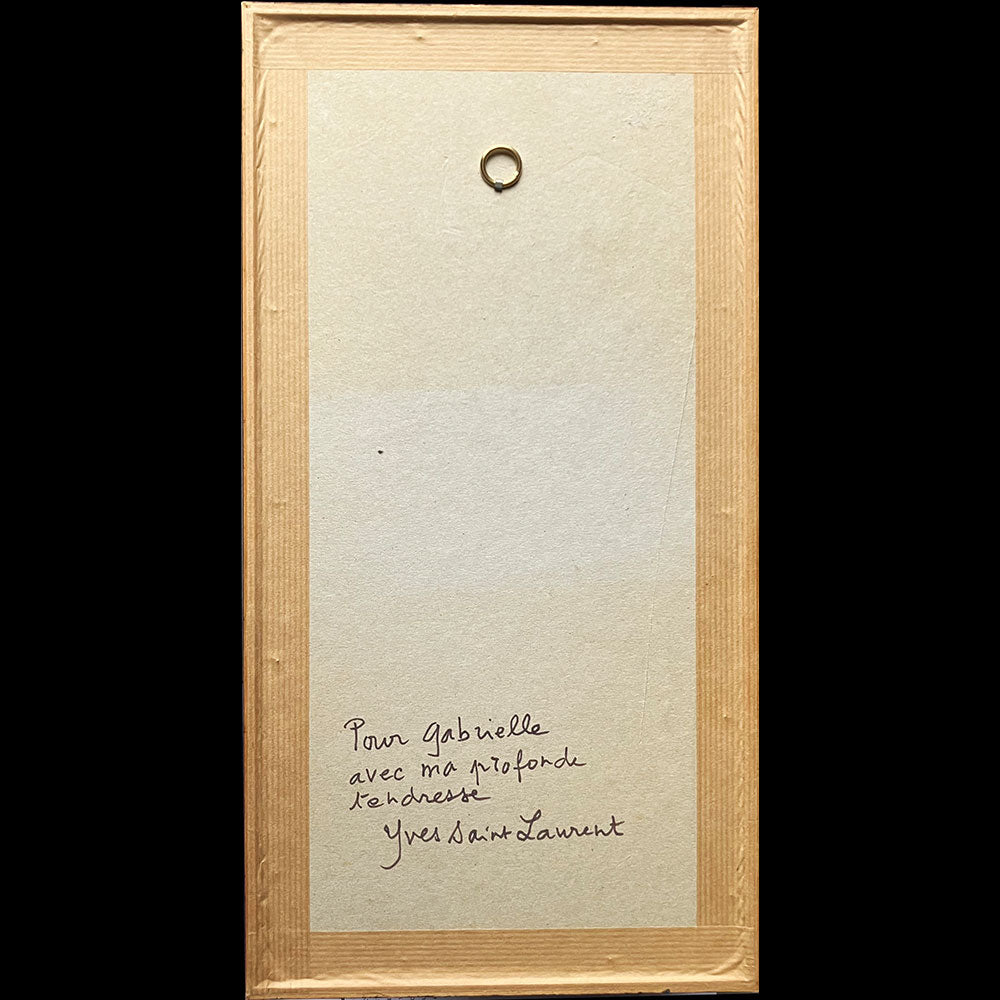 Pour Gabrielle
avec ma profonde
tendresse
Yves Saint Laurent